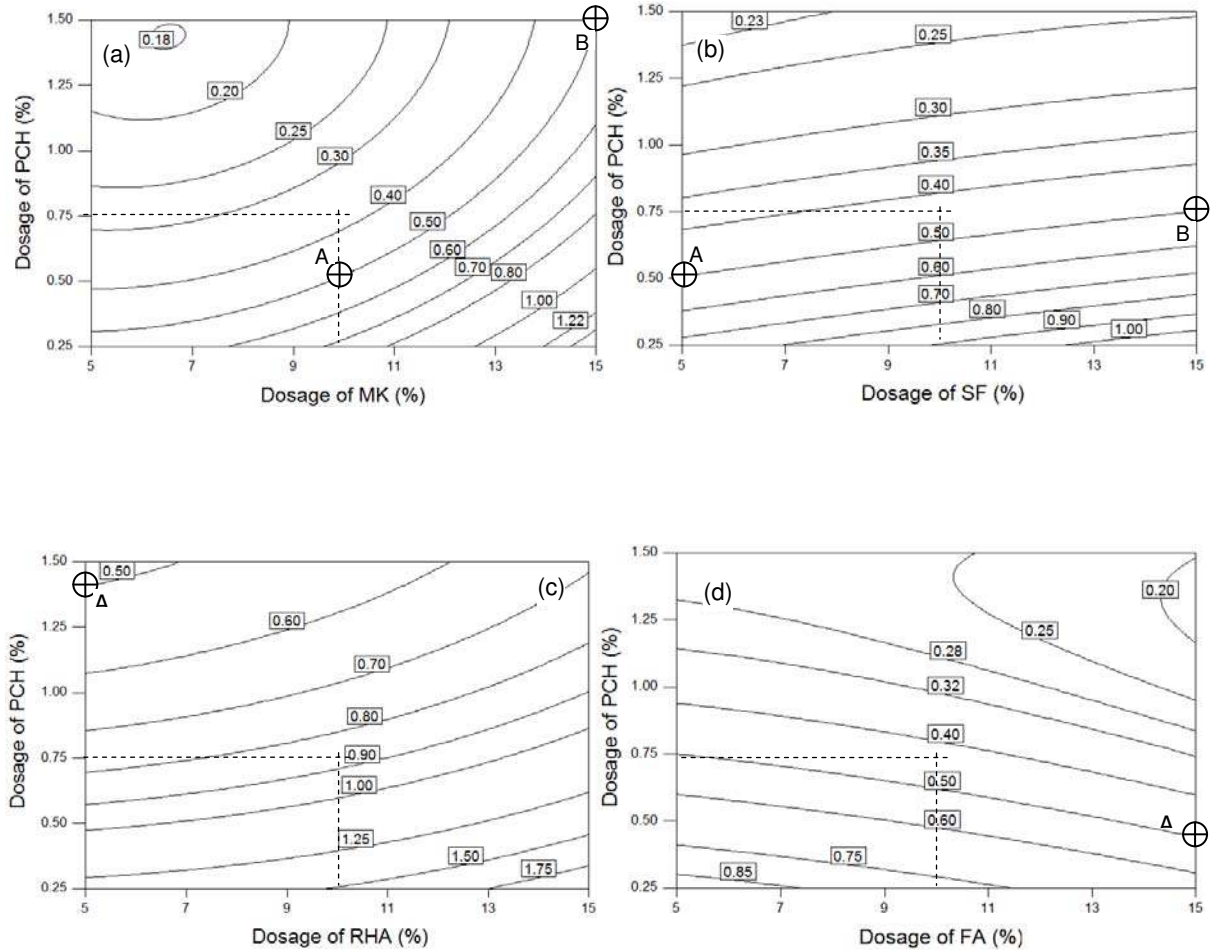 1.50
1.25
1.00
0.75
0.50
0.25
Dosage of PCH (%)
(a)
0.18
0.20
0.25
0.30
0.40
0.50
0.60
0.70
0.80
1.00
1.22
A
B
5 7 9 11 13 15
Dosage of MK (%)
1.50
1.25
1.00
0.75
0.50
0.25
Dosage of PCH (%)
(b)
0.23
0.25
0.30
0.35
0.40
0.50
0.60
0.70
0.80
0.90
1.00
A
B
5 7 9 11 13 15
Dosage of SF (%)
1.50
1.25
1.00
0.75
0.50
0.25
Dosage of PCH (%)
(c)
0.50
0.60
0.70
0.80
0.90
1.00
1.25
1.50
1.75
Δ
5 7 9 11 13 15
Dosage of RHA (%)
1.50
1.25
1.00
0.75
0.50
0.25
Dosage of PCH (%)
(d)
0.20
0.25
0.28
0.32
0.40
0.50
0.60
0.75
0.85
Δ
5 7 9 11 13 15
Dosage of FA (%)